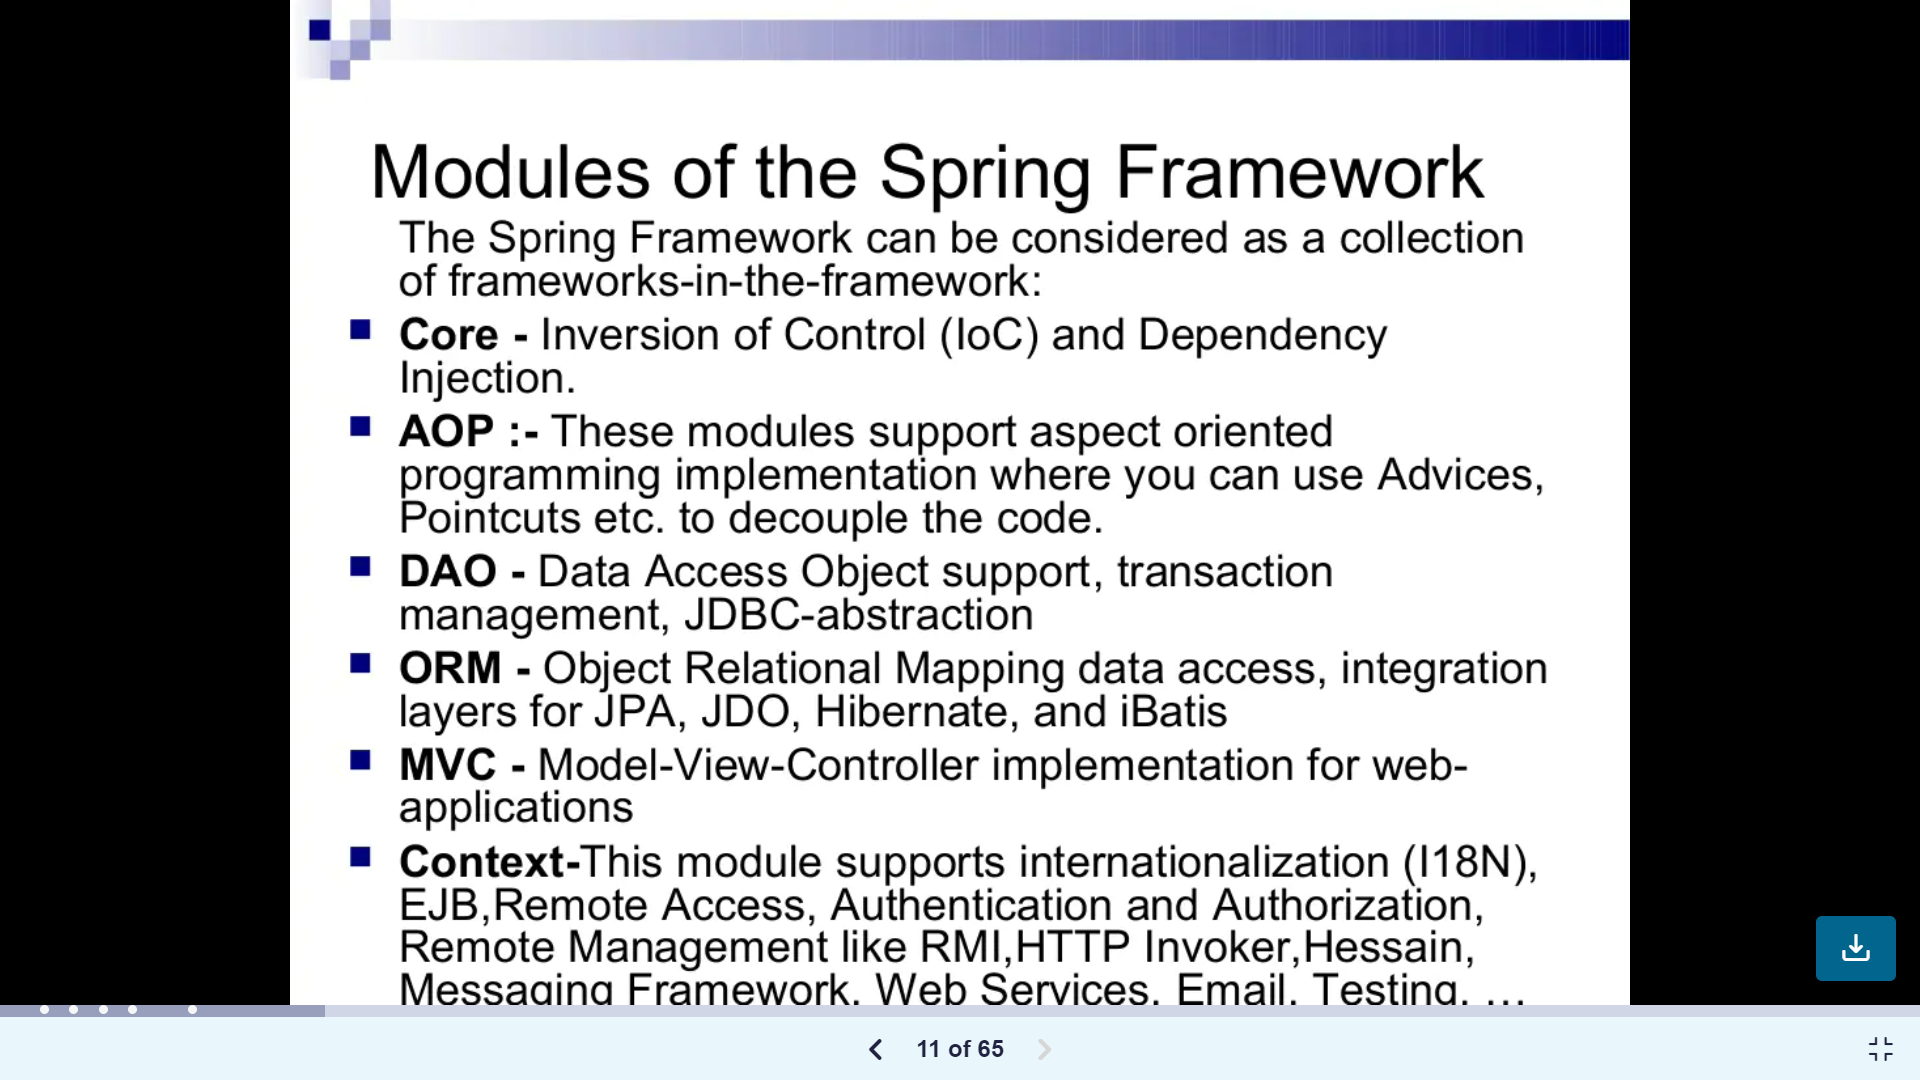 Modules of the Spring Framework
The Spring Framework can be considered as a collection
of frameworks-in-the-framework:
Core - Inversion of Control (IoC) and Dependency
Injection.
AOP :- These modules support aspect oriented
programming implementation where you can use Advices,
Pointcuts etc. to decouple the code.
DAO - Data Access Object support, transaction
management, JDBC-abstraction
ORM - Object Relational Mapping data access, integration
layers for JPA, JDO, Hibernate, and iBatis
MVC - Model-View-Controller implementation for web-
applications
Context-This module supports internationalization (I18N),
EJB,Remote Access, Authentication and Authorization,
Remote Management like RMI,HTTP Invoker,Hessain,
Messaging Framework, Web Services, Email, Testing, …
11 of 65